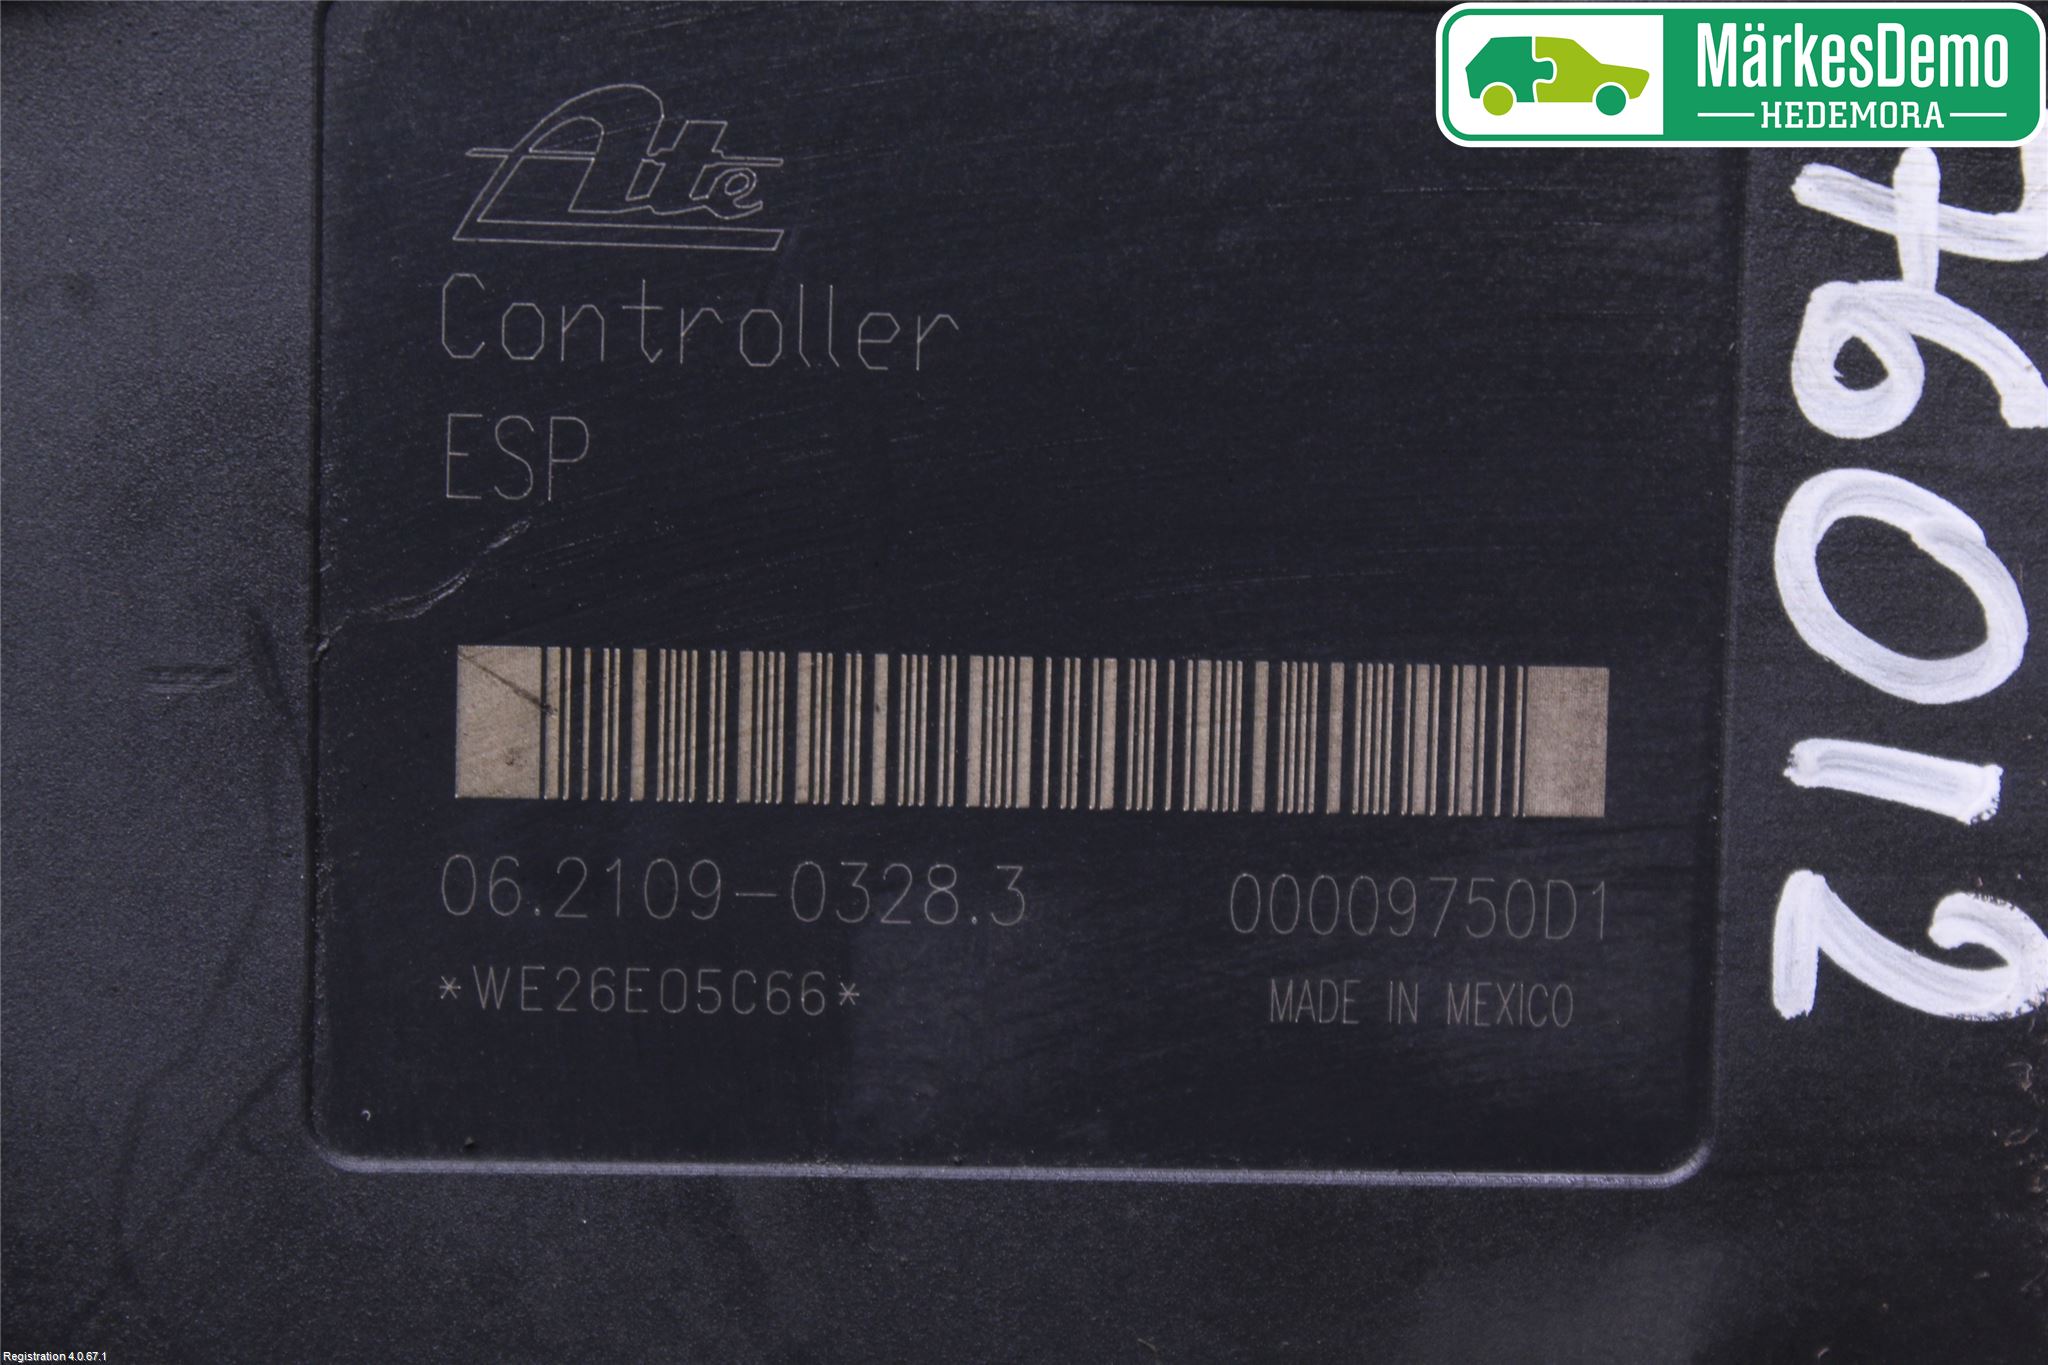 MärkesDemo
HEDEMORA
Ate
Controller
ESP
06.2109-0328.3
00009750D1
*WE26E05C66*
MADE IN MEXICO
Registration 4.0.67.1